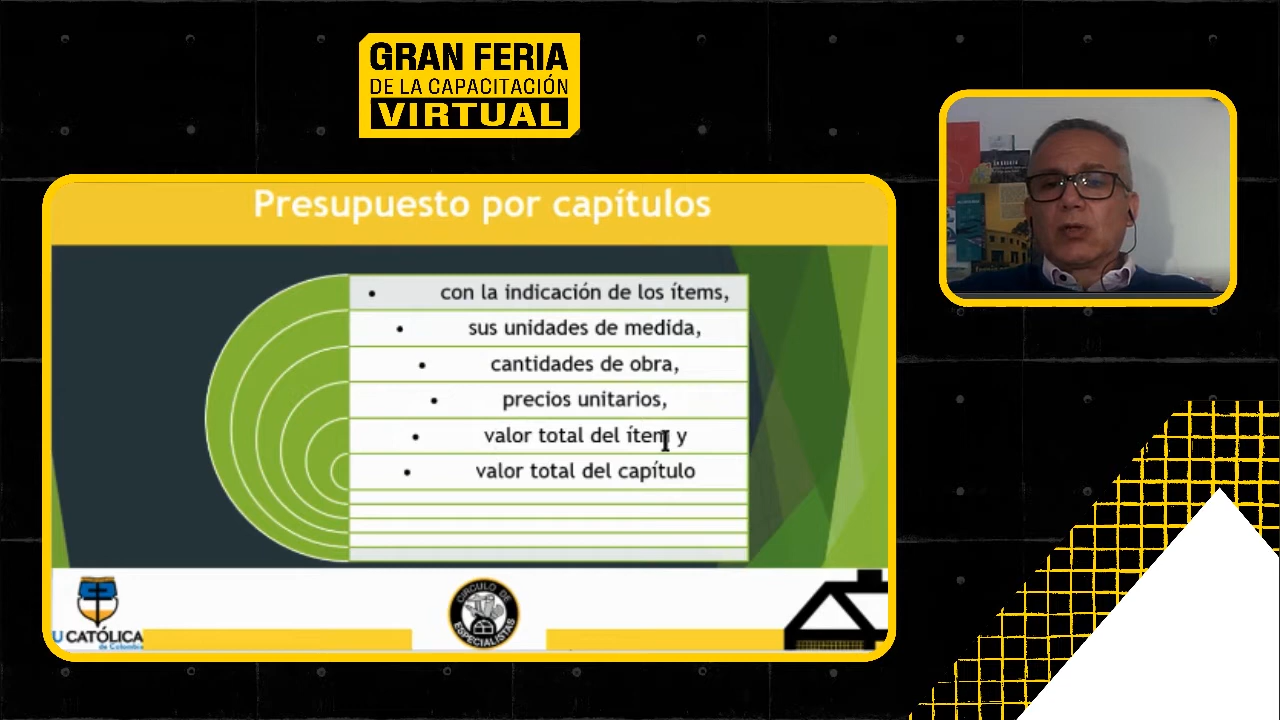 GRAN FERIA
DE LA CAPACITACIÓN
VIRTUAL
Presupuesto por capítulos
• con la indicación de los ítems,
• sus unidades de medida,
• cantidades de obra,
• precios unitarios,
• valor total del ítem y
• valor total del capítulo
U CATÓLICA
de Colombia
CÍRCULO DE
ESPECIALISTAS